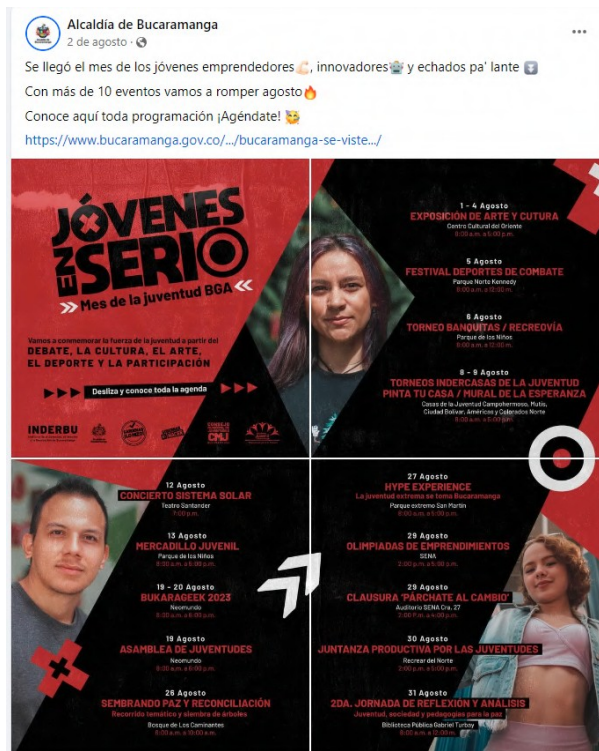 Alcaldía de Bucaramanga
2 de agosto ·
Se llegó el mes de los jóvenes emprendedores, innovadores y echados pa' lante
Con más de 10 eventos vamos a romper agosto
Conoce aquí toda programación ¡Agéndate!
https://www.bucaramanga.gov.co/.../bucaramanga-se-viste.../
JÓVENES
EN SERIO
Mes de la juventud BGA
Vamos a conmemorar la fuerza de la juventud a partir del
DEBATE, LA CULTURA, EL ARTE,
EL DEPORTE Y LA PARTICIPACIÓN
Desliza y conoce toda la agenda
INDERBU
CMJ
1 - 4 Agosto
EXPOSICIÓN DE ARTE Y CUTURA
Centro Cultural del Oriente
8:00 a.m. a 5:00 p.m.
5 Agosto
FESTIVAL DEPORTES DE COMBATE
Parque Norte Kennedy
8:00 a.m. a 12:00 m.
6 Agosto
TORNEO BANQUITAS / RECREOVÍA
Parque de los Niños
8:00 a.m. a 12:00 m.
8 - 9 Agosto
TORNEOS INDERCASAS DE LA JUVENTUD
PINTA TU CASA / MURAL DE LA ESPERANZA
Casas de la Juventud Campohermoso, Mutis,
Ciudad Bolívar, Américas y Colorados Norte
12 Agosto
CONCIERTO SISTEMA SOLAR
Teatro Santander
7:00 p.m.
13 Agosto
MERCADILLO JUVENIL
Parque de los Niños
8:30 a.m. a 6:00 p.m.
19 - 20 Agosto
BUKARAGEEK 2023
Neomundo
8:30 a.m. a 6:00 p.m.
19 Agosto
ASAMBLEA DE JUVENTUDES
Neomundo
8:00 a.m. a 6:00 p.m.
26 Agosto
SEMBRANDO PAZ Y RECONCILIACIÓN
Recorrido temático y siembra de árboles
Bosque de Los Caminantes
8:00 a.m. a 10:00 a.m.
27 Agosto
HYPE EXPERIENCE
La juventud extrema se toma Bucaramanga
Parque extremo San Martín
8:00 a.m. a 5:00 p.m.
29 Agosto
OLIMPIADAS DE EMPRENDIMIENTOS
SENA
2:00 p.m. a 5:00 p.m.
29 Agosto
CLAUSURA 'PÁRCHATE AL CAMBIO'
Auditorio SENA Cra. 27
2:00 p.m. a 4:00 p.m.
30 Agosto
JUNTANZA PRODUCTIVA POR LAS JUVENTUDES
Recrear del Norte
2:00 p.m. a 5:00 p.m.
31 Agosto
2DA. JORNADA DE REFLEXIÓN Y ANÁLISIS
Juventud, sociedad y pedagogías para la paz
Biblioteca Pública Gabriel Turbay
8:00 a.m. a 12:00 m.